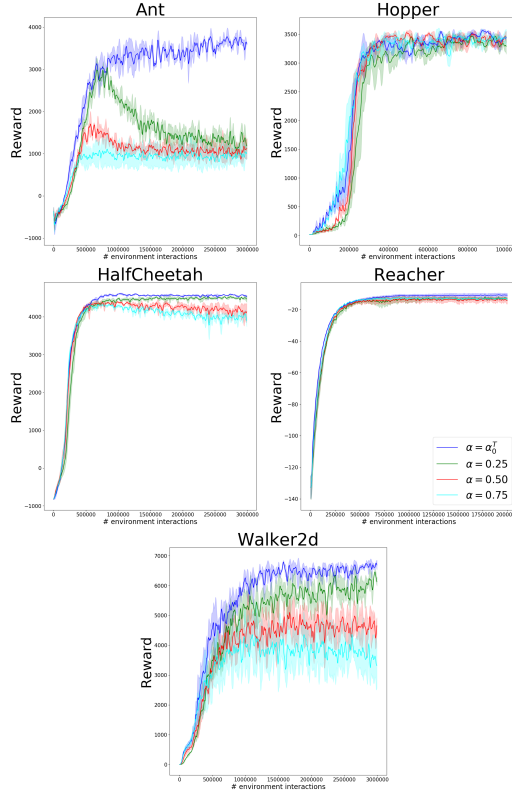 Ant
Reward
4000
3000
2000
1000
0
−1000
0 500000 1000000 1500000 2000000 2500000 3000000
# environment interactions
Hopper
Reward
3500
3000
2500
2000
1500
1000
500
0
0 200000 400000 600000 800000 1000000
# environment interactions
HalfCheetah
Reward
4000
3000
2000
1000
0
−1000
0 500000 1000000 1500000 2000000 2500000 3000000
# environment interactions
Reacher
Reward
−20
−40
−60
−80
−100
−120
−140
0 250000 500000 750000 1000000 1250000 1500000 1750000 2000000
# environment interactions
α = α₀ᵀ
α = 0.25
α = 0.50
α = 0.75
Walker2d
Reward
7000
6000
5000
4000
3000
2000
1000
0
0 500000 1000000 1500000 2000000 2500000 3000000
# environment interactions